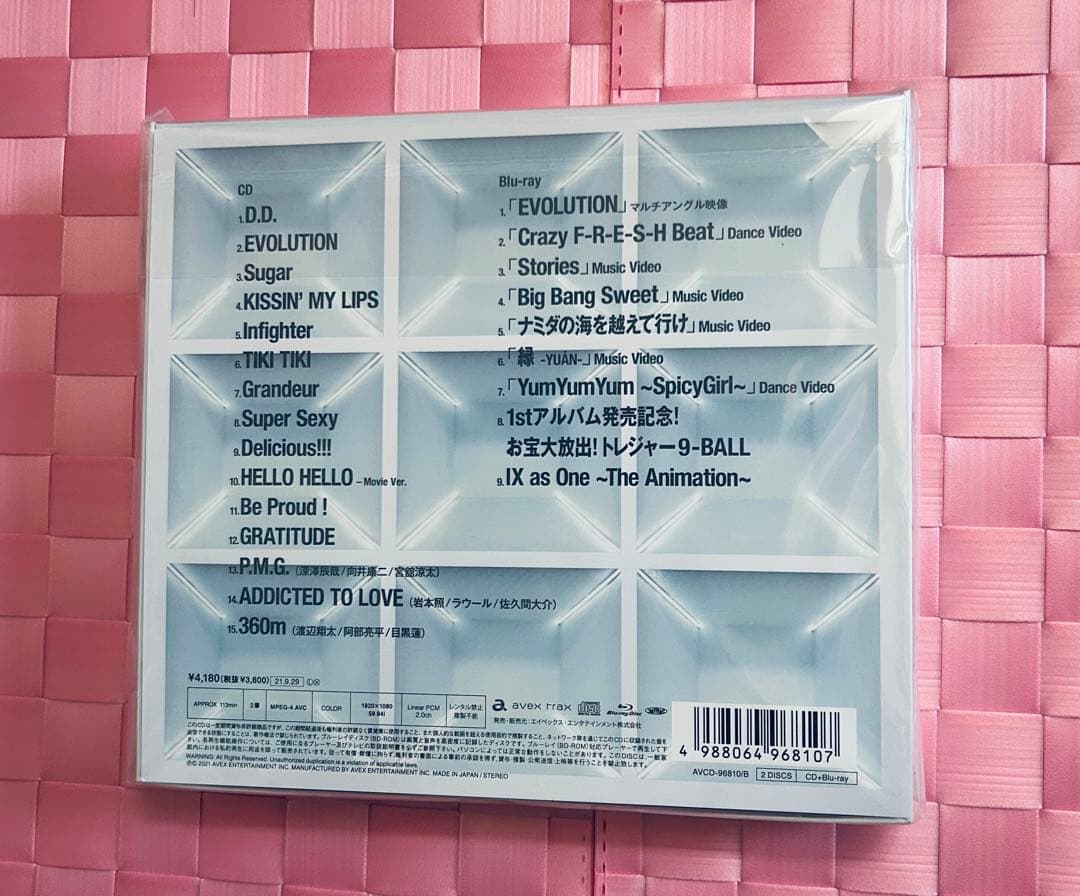 CD
1.D.D.
2.EVOLUTION
3.Sugar
4.KISSIN' MY LIPS
5.Infighter
6.TIKI TIKI
7.Grandeur
8.Super Sexy
9.Delicious!!!
10.HELLO HELLO –Movie Ver.
11.Be Proud !
12.GRATITUDE
13.P.M.G.（深澤辰哉/向井康二/宮舘涼太）
14.ADDICTED TO LOVE（岩本照/ラウール/佐久間大介）
15.360m（渡辺翔太/阿部亮平/目黒蓮）
Blu-ray
1.「EVOLUTION」マルチアングル映像
2.「Crazy F-R-E-S-H Beat」Dance Video
3.「Stories」Music Video
4.「Big Bang Sweet」Music Video
5.「ナミダの海を越えて行け」Music Video
6.「縁 -YUÁN-」Music Video
7.「YumYumYum ~SpicyGirl~」Dance Video
8.1stアルバム発売記念!
お宝大放出!トレジャー9-BALL
9.IX as One ~The Animation~
¥4,180(税抜¥3,800) 21.9.29
APPROX 113min 2層 MPEG-4 AVC COLOR 1920×1080 59.94i Linear PCM 2.0ch レンタル禁止 複製不能
avex trax Blu-ray Disc
発売・販売元:エイベックス・エンタテインメント株式会社
WARNING: All Rights Reserved. Unauthorized duplication is a violation of applicable laws.
2021 AVEX ENTERTAINMENT INC. MANUFACTURED BY AVEX ENTERTAINMENT INC. MADE IN JAPAN / STEREO
4 988064 968107
AVCD-96810/B 2 DISCS CD+Blu-ray